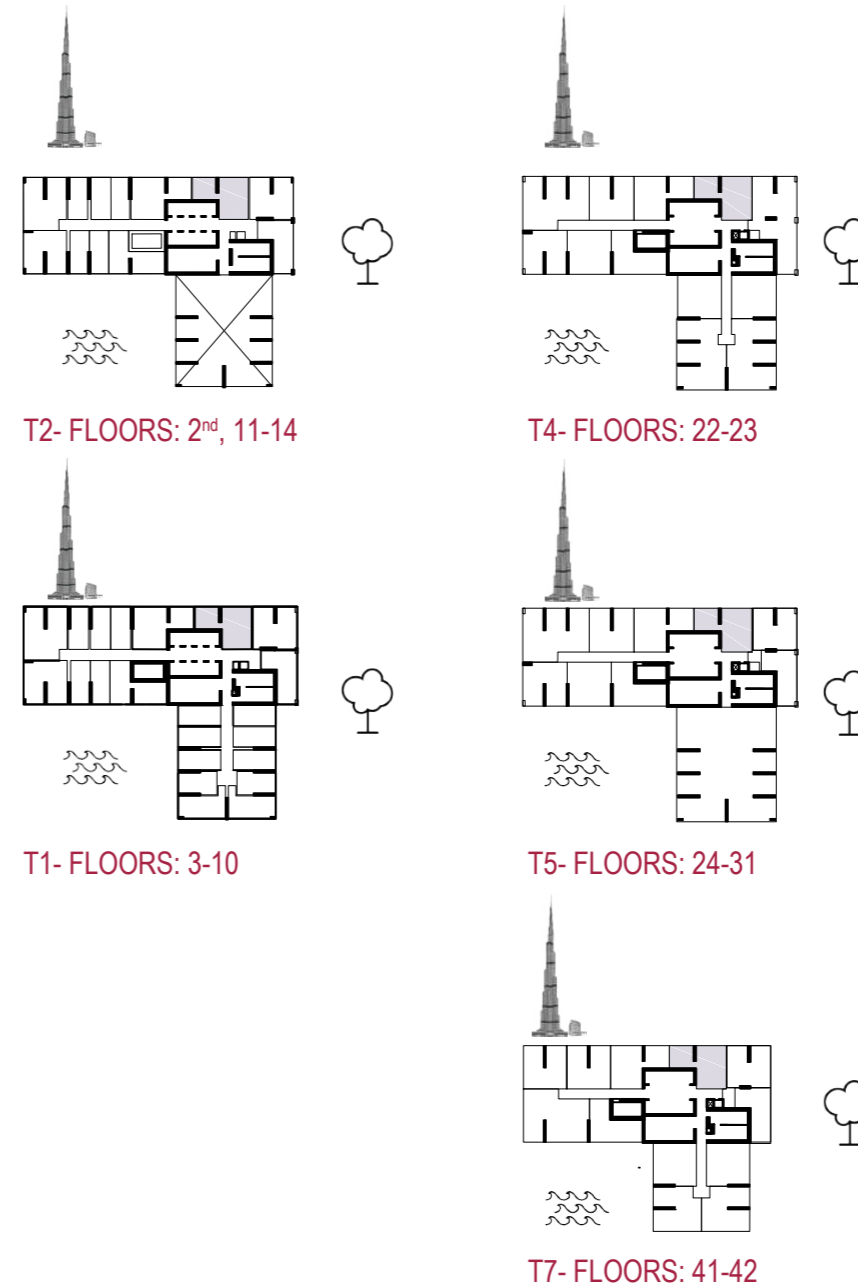 T2- FLOORS: 2nd, 11-14
T4- FLOORS: 22-23
T1- FLOORS: 3-10
T5- FLOORS: 24-31
T7- FLOORS: 41-42